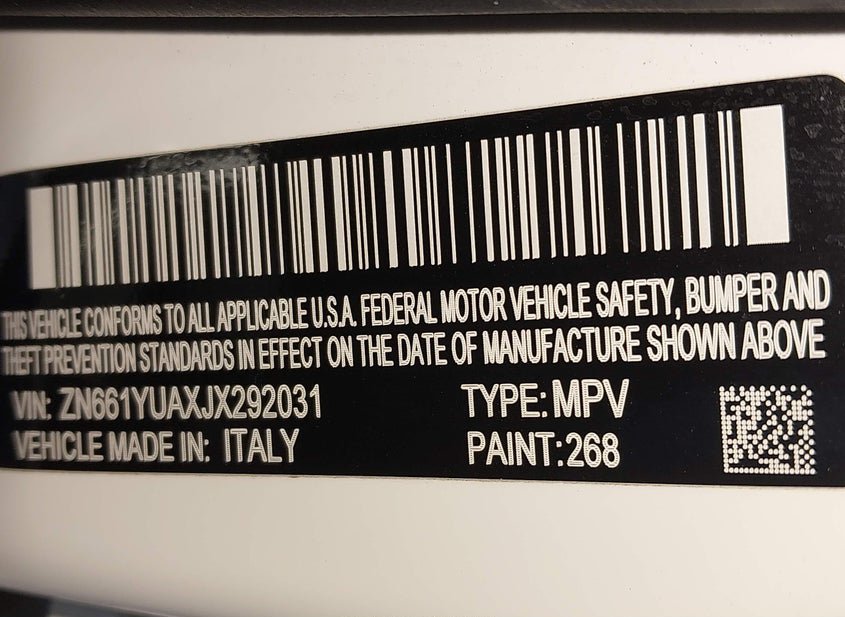 THIS VEHICLE CONFORMS TO ALL APPLICABLE U.S.A. FEDERAL MOTOR VEHICLE SAFETY, BUMPER AND
THEFT PREVENTION STANDARDS IN EFFECT ON THE DATE OF MANUFACTURE SHOWN ABOVE
VIN: ZN661YUAXJX292031 TYPE: MPV
VEHICLE MADE IN: ITALY PAINT:268